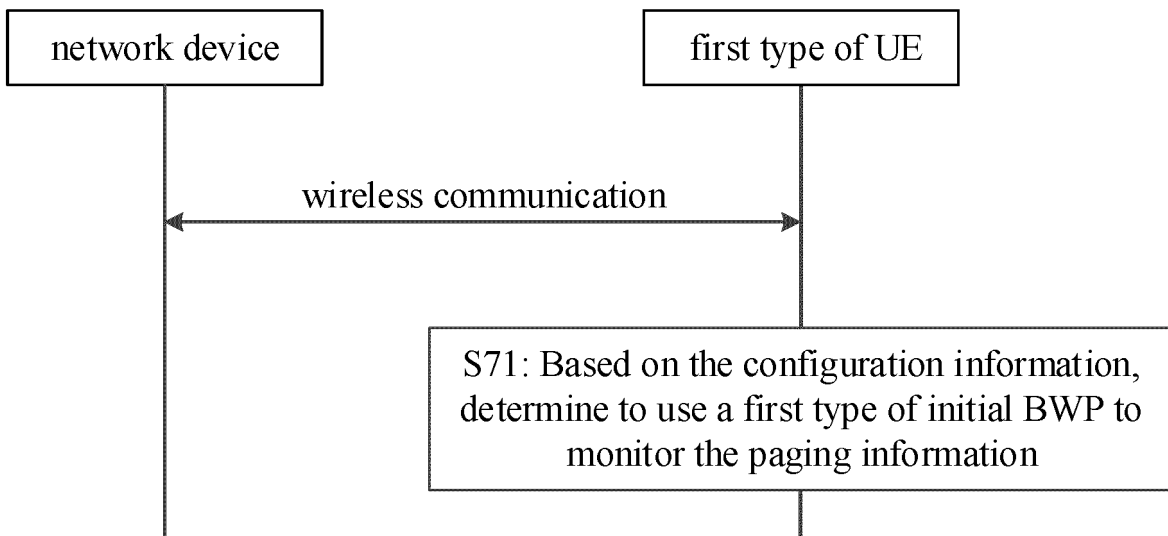 network device
first type of UE
wireless communication
S71: Based on the configuration information,
determine to use a first type of initial BWP to
monitor the paging information